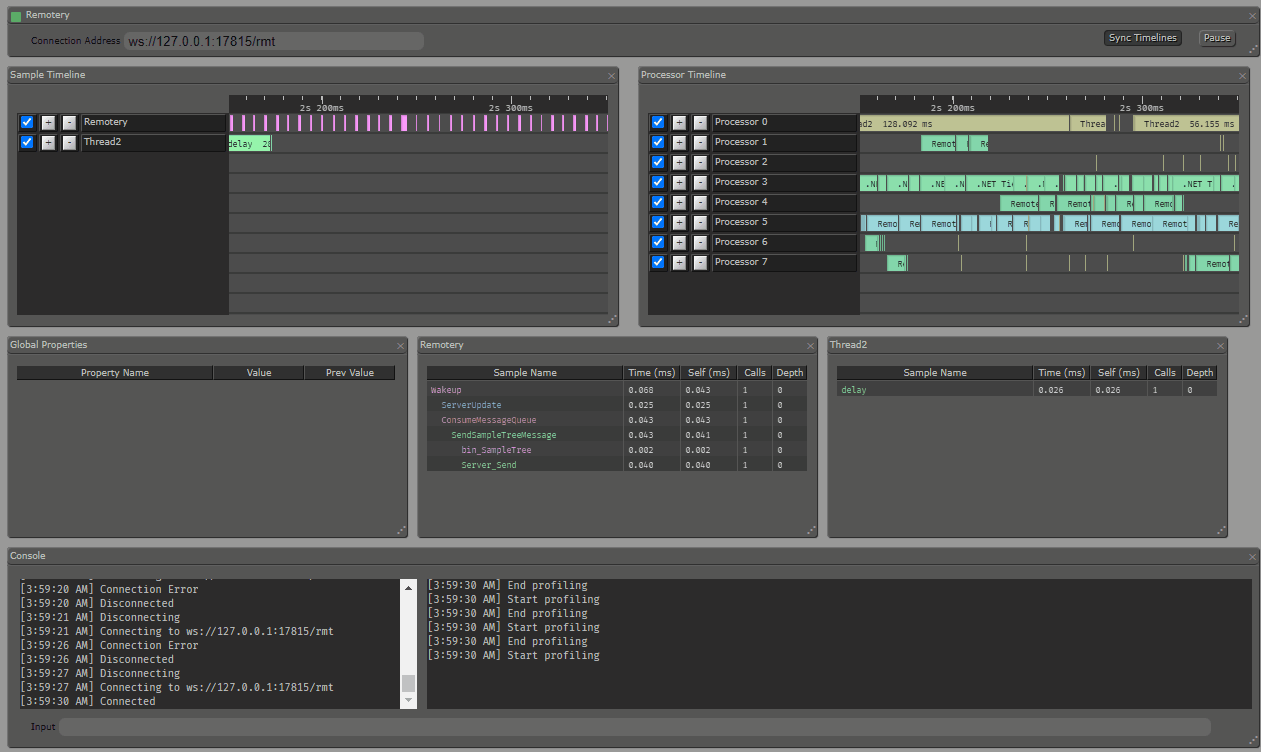 Remotery
Connection Address ws://127.0.0.1:17815/rmt Sync Timelines Pause
Sample Timeline
2s 200ms 2s 300ms
+ - Remotery
+ - Thread2 delay
Processor Timeline
2s 200ms 2s 300ms
+ - Processor 0 128.092 ms Threa Thread2 56.155 ms
+ - Processor 1 Remot Re
+ - Processor 2
+ - Processor 3 .NE .N .NE .N .NET Tie .NET T
+ - Processor 4 Remote R Remot Re Remo
+ - Processor 5 Remo Remo Remot R R Remo Remo Remo Remot Re
+ - Processor 6
+ - Processor 7 Re Remot
Global Properties
Property Name Value Prev Value
Remotery
Sample Name Time (ms) Self (ms) Calls Depth
Wakeup 0.068 0.043 1 0
ServerUpdate 0.025 0.025 1 0
ConsumeMessageQueue 0.043 0.043 1 0
SendSampleTreeMessage 0.043 0.041 1 0
bin_SampleTree 0.002 0.002 1 0
Server_Send 0.040 0.040 1 0
Thread2
Sample Name Time (ms) Self (ms) Calls Depth
delay 0.026 0.026 1 0
Console
[3:59:20 AM] Connection Error
[3:59:20 AM] Disconnected
[3:59:21 AM] Disconnecting
[3:59:21 AM] Connecting to ws://127.0.0.1:17815/rmt
[3:59:26 AM] Connection Error
[3:59:26 AM] Disconnected
[3:59:27 AM] Disconnecting
[3:59:27 AM] Connecting to ws://127.0.0.1:17815/rmt
[3:59:30 AM] Connected
[3:59:30 AM] End profiling
[3:59:30 AM] Start profiling
[3:59:30 AM] End profiling
[3:59:30 AM] Start profiling
[3:59:30 AM] End profiling
[3:59:30 AM] Start profiling
Input